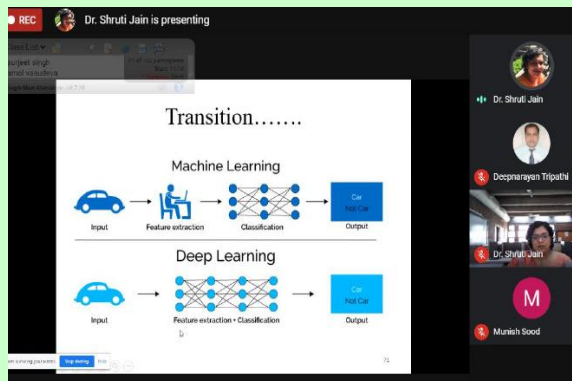 REC
Dr. Shruti Jain is presenting
Transition.......
Machine Learning
Input
Feature extraction
Classification
Car
Not Car
Output
Deep Learning
Input
Feature extraction + Classification
Car
Not Car
Output
71
Stop sharing
Hide
Dr. Shruti Jain
Deepnarayan Tripathi
Dr. Shruti Jain
M
Munish Sood